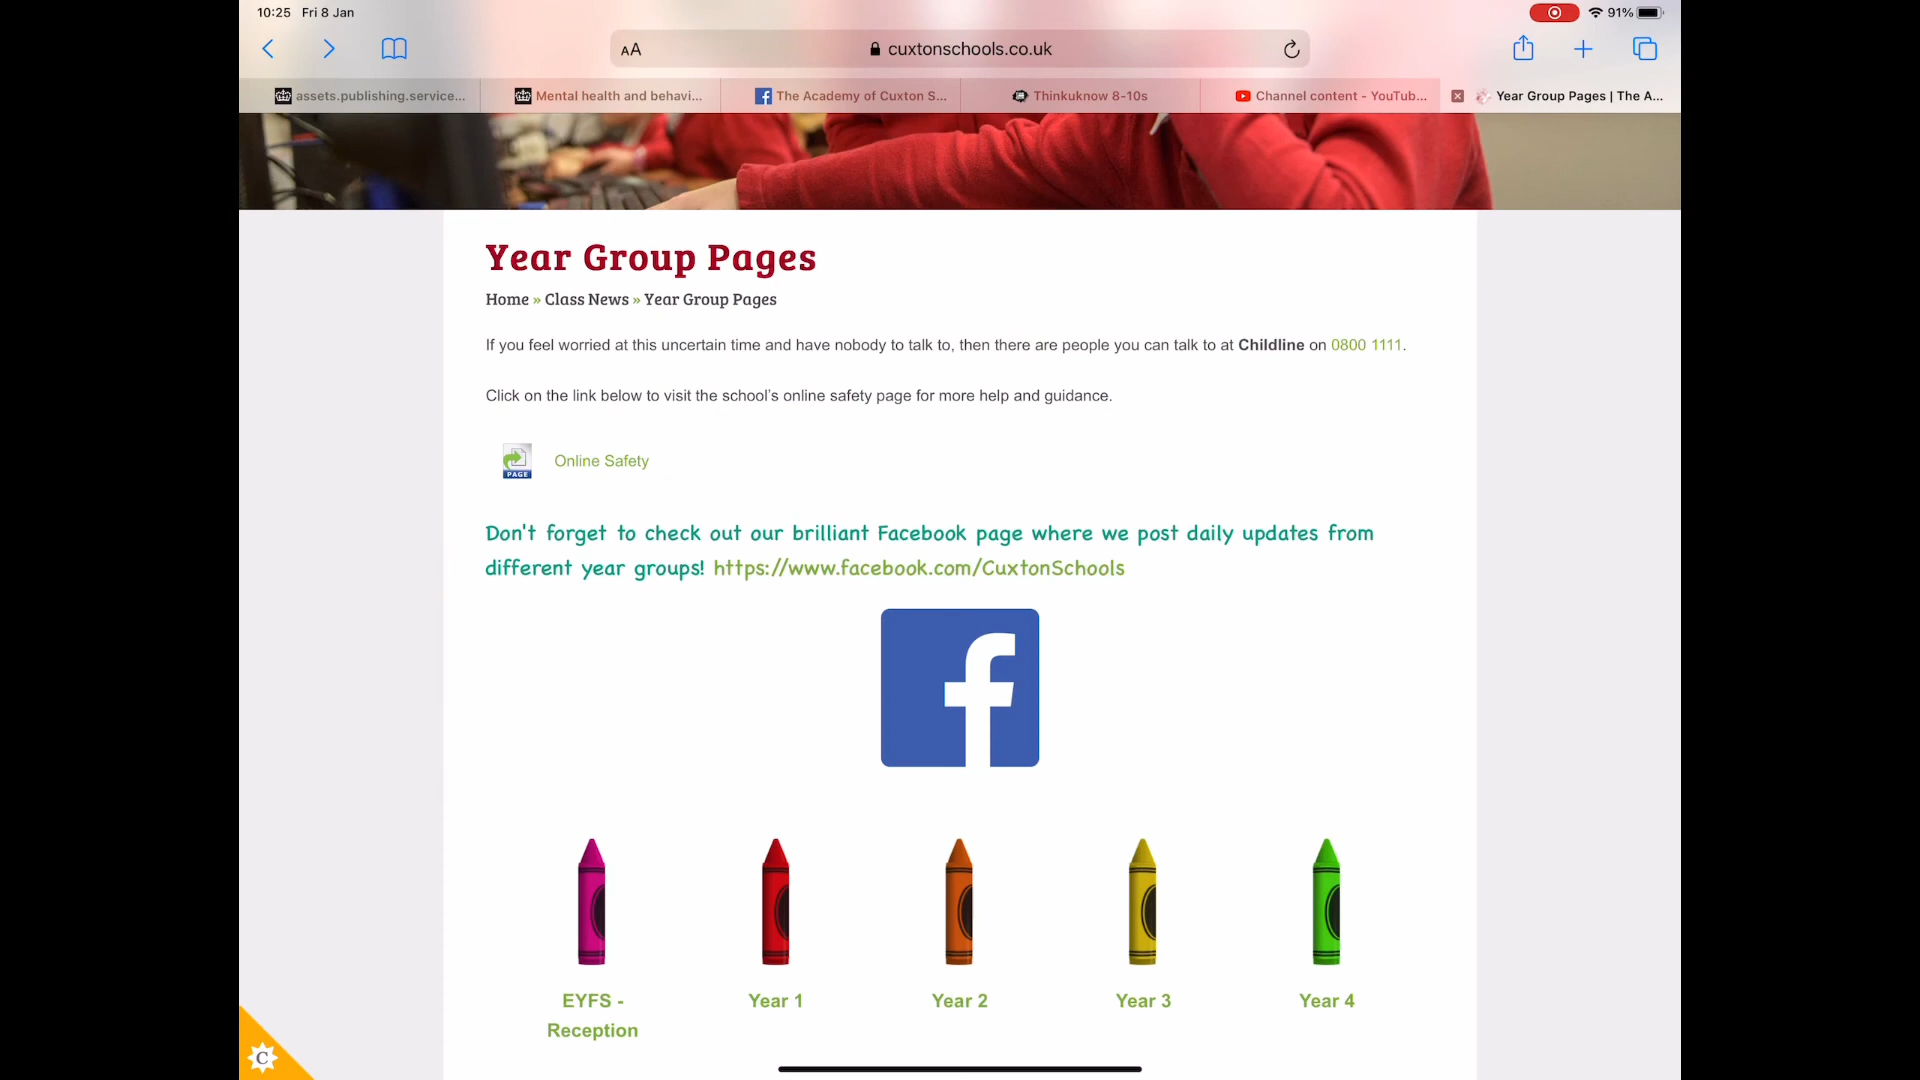 10:25 Fri 8 Jan
91%
AA
cuxtonschools.co.uk
assets.publishing.service...
Mental health and behavi...
The Academy of Cuxton S...
Thinkuknow 8-10s
Channel content - YouTub...
Year Group Pages | The A...
Year Group Pages
Home » Class News » Year Group Pages
If you feel worried at this uncertain time and have nobody to talk to, then there are people you can talk to at Childline on 0800 1111.
Click on the link below to visit the school's online safety page for more help and guidance.
PAGE
Online Safety
Don't forget to check out our brilliant Facebook page where we post daily updates from
different year groups! https://www.facebook.com/CuxtonSchools
f
EYFS -
Reception
Year 1
Year 2
Year 3
Year 4
C